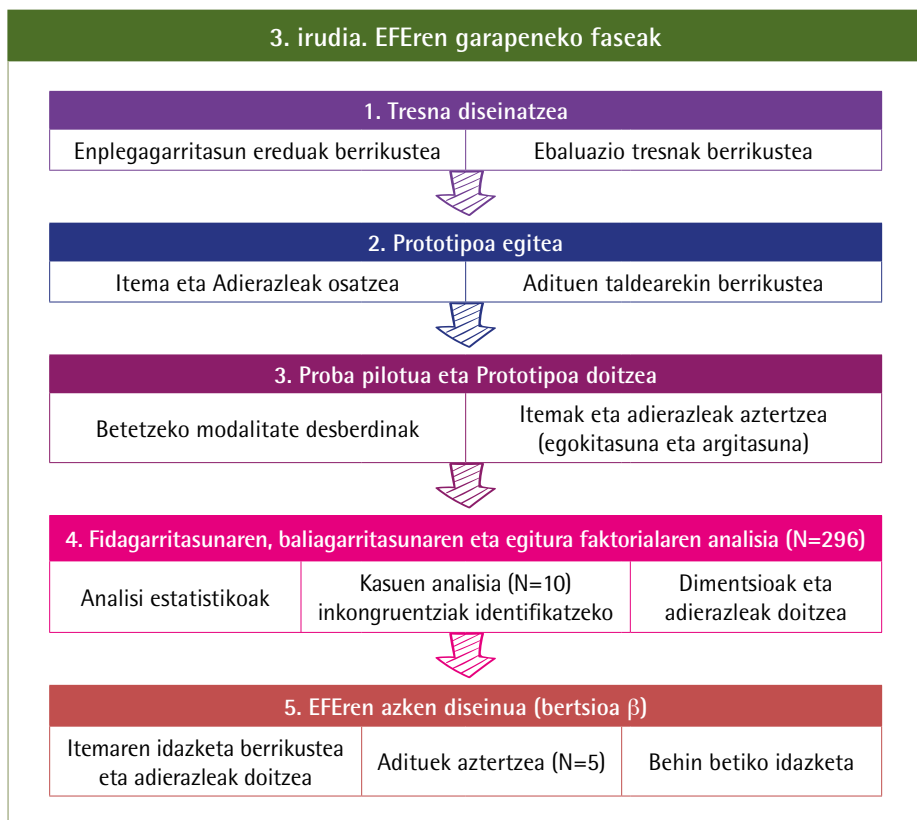 3. irudia. EFEren garapeneko faseak
1. Tresna diseinatzea
Enplegagarritasun ereduak berrikustea
Ebaluazio tresnak berrikustea
2. Prototipoa egitea
Itema eta Adierazleak osatzea
Adituen taldearekin berrikustea
3. Proba pilotua eta Prototipoa doitzea
Betetzeko modalitate desberdinak
Itemak eta adierazleak aztertzea
(egokitasuna eta argitasuna)
4. Fidagarritasunaren, baliagarritasunaren eta egitura faktorialaren analisia (N=296)
Analisi estatistikoak
Kasuen analisia (N=10)
inkongruentziak identifikatzeko
Dimentsioak eta
adierazleak doitzea
5. EFEren azken diseinua (bertsioa β)
Itemaren idazketa berrikustea
eta adierazleak doitzea
Adituek aztertzea (N=5)
Behin betiko idazketa